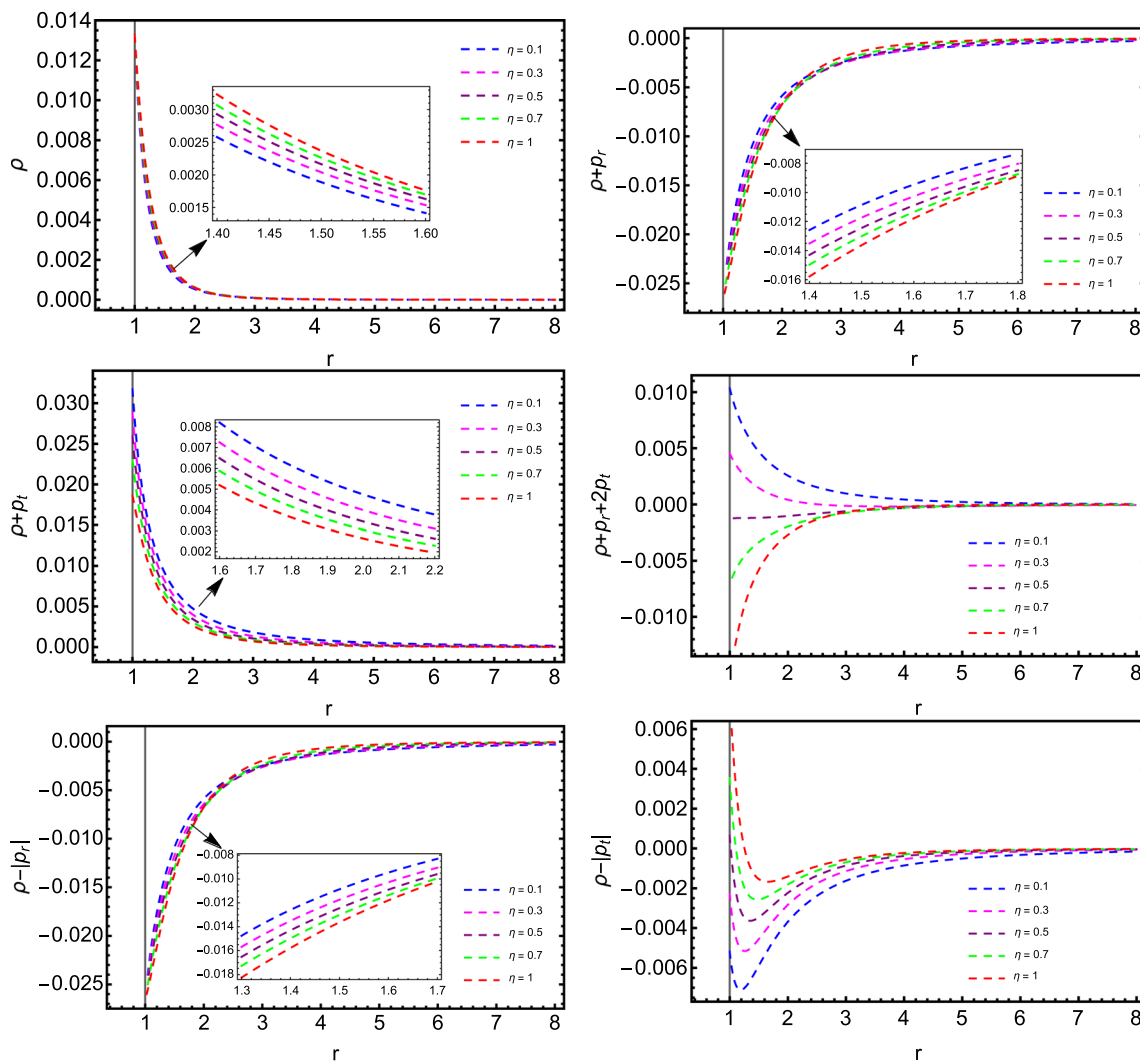 0.014
0.012
0.010
0.008
0.006
0.004
0.002
0.000
ρ
η = 0.1
η = 0.3
η = 0.5
η = 0.7
η = 1
0.0030
0.0025
0.0020
0.0015
1.40 1.45 1.50 1.55 1.60
1 2 3 4 5 6 7 8
r
0.000
−0.005
−0.010
−0.015
−0.020
−0.025
ρ+pr
−0.008
−0.010
−0.012
−0.014
−0.016
1.4 1.5 1.6 1.7 1.8
η = 0.1
η = 0.3
η = 0.5
η = 0.7
η = 1
1 2 3 4 5 6 7 8
r
0.030
0.025
0.020
0.015
0.010
0.005
0.000
ρ+pt
η = 0.1
η = 0.3
η = 0.5
η = 0.7
η = 1
0.008
0.007
0.006
0.005
0.004
0.003
0.002
1.6 1.7 1.8 1.9 2.0 2.1 2.2
1 2 3 4 5 6 7 8
r
0.010
0.005
0.000
−0.005
−0.010
ρ+pr+2pt
η = 0.1
η = 0.3
η = 0.5
η = 0.7
η = 1
1 2 3 4 5 6 7 8
r
0.000
−0.005
−0.010
−0.015
−0.020
−0.025
ρ−|pr|
−0.008
−0.010
−0.012
−0.014
−0.016
−0.018
1.3 1.4 1.5 1.6 1.7
η = 0.1
η = 0.3
η = 0.5
η = 0.7
η = 1
1 2 3 4 5 6 7 8
r
0.006
0.004
0.002
0.000
−0.002
−0.004
−0.006
ρ−|pt|
η = 0.1
η = 0.3
η = 0.5
η = 0.7
η = 1
1 2 3 4 5 6 7 8
r